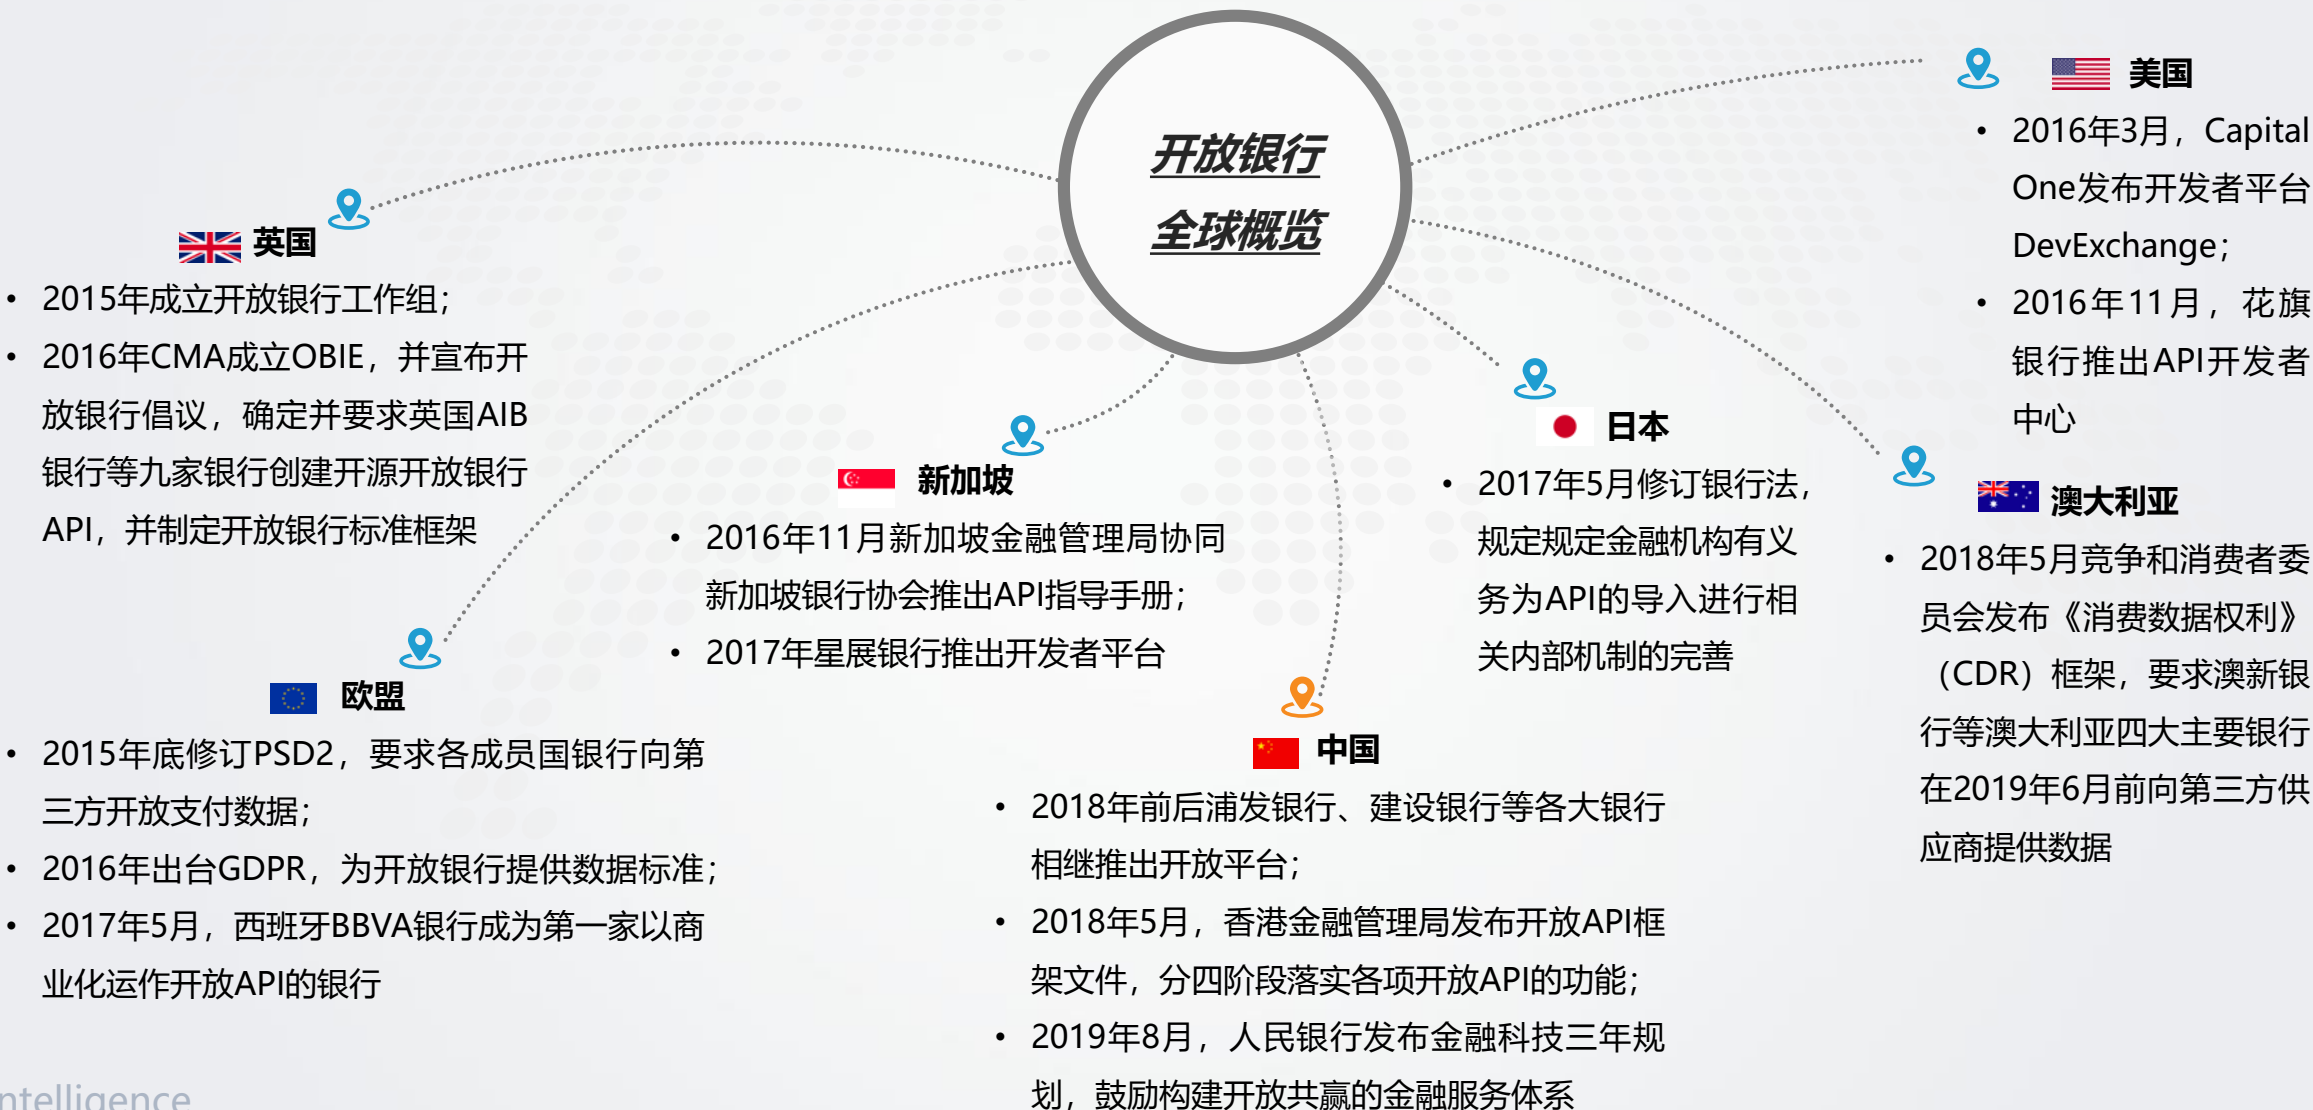 开放银行
全球概览
英国
• 2015年成立开放银行工作组；
• 2016年CMA成立OBIE，并宣布开
放银行倡议，确定并要求英国AIB
银行等九家银行创建开源开放银行
API，并制定开放银行标准框架
欧盟
• 2015年底修订PSD2，要求各成员国银行向第
三方开放支付数据；
• 2016年出台GDPR，为开放银行提供数据标准；
• 2017年5月，西班牙BBVA银行成为第一家以商
业化运作开放API的银行
新加坡
• 2016年11月新加坡金融管理局协同
新加坡银行协会推出API指导手册；
• 2017年星展银行推出开发者平台
中国
• 2018年前后浦发银行、建设银行等各大银行
相继推出开放平台；
• 2018年5月，香港金融管理局发布开放API框
架文件，分四阶段落实各项开放API的功能；
• 2019年8月，人民银行发布金融科技三年规
划，鼓励构建开放共赢的金融服务体系
日本
• 2017年5月修订银行法，
规定规定金融机构有义
务为API的导入进行相
关内部机制的完善
美国
• 2016年3月，Capital
One发布开发者平台
DevExchange；
• 2016年11月，花旗
银行推出API开发者
中心
澳大利亚
• 2018年5月竞争和消费者委
员会发布《消费数据权利》
（CDR）框架，要求澳新银
行等澳大利亚四大主要银行
在2019年6月前向第三方供
应商提供数据
ntelligence